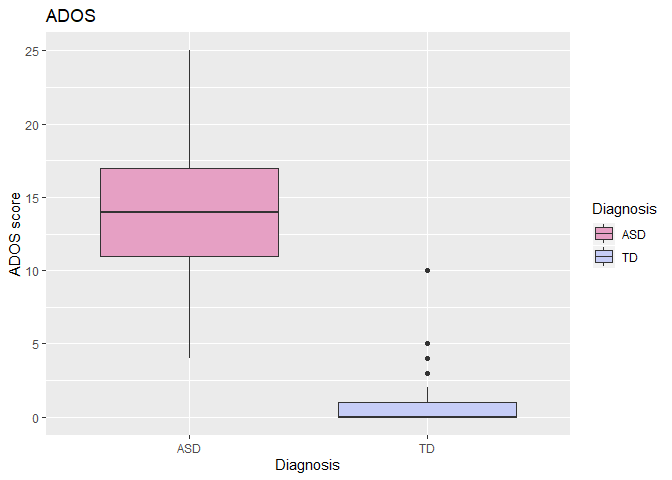 ADOS
25
20
15
10
5
0
ADOS score
ASD
TD
Diagnosis
Diagnosis
ASD
TD